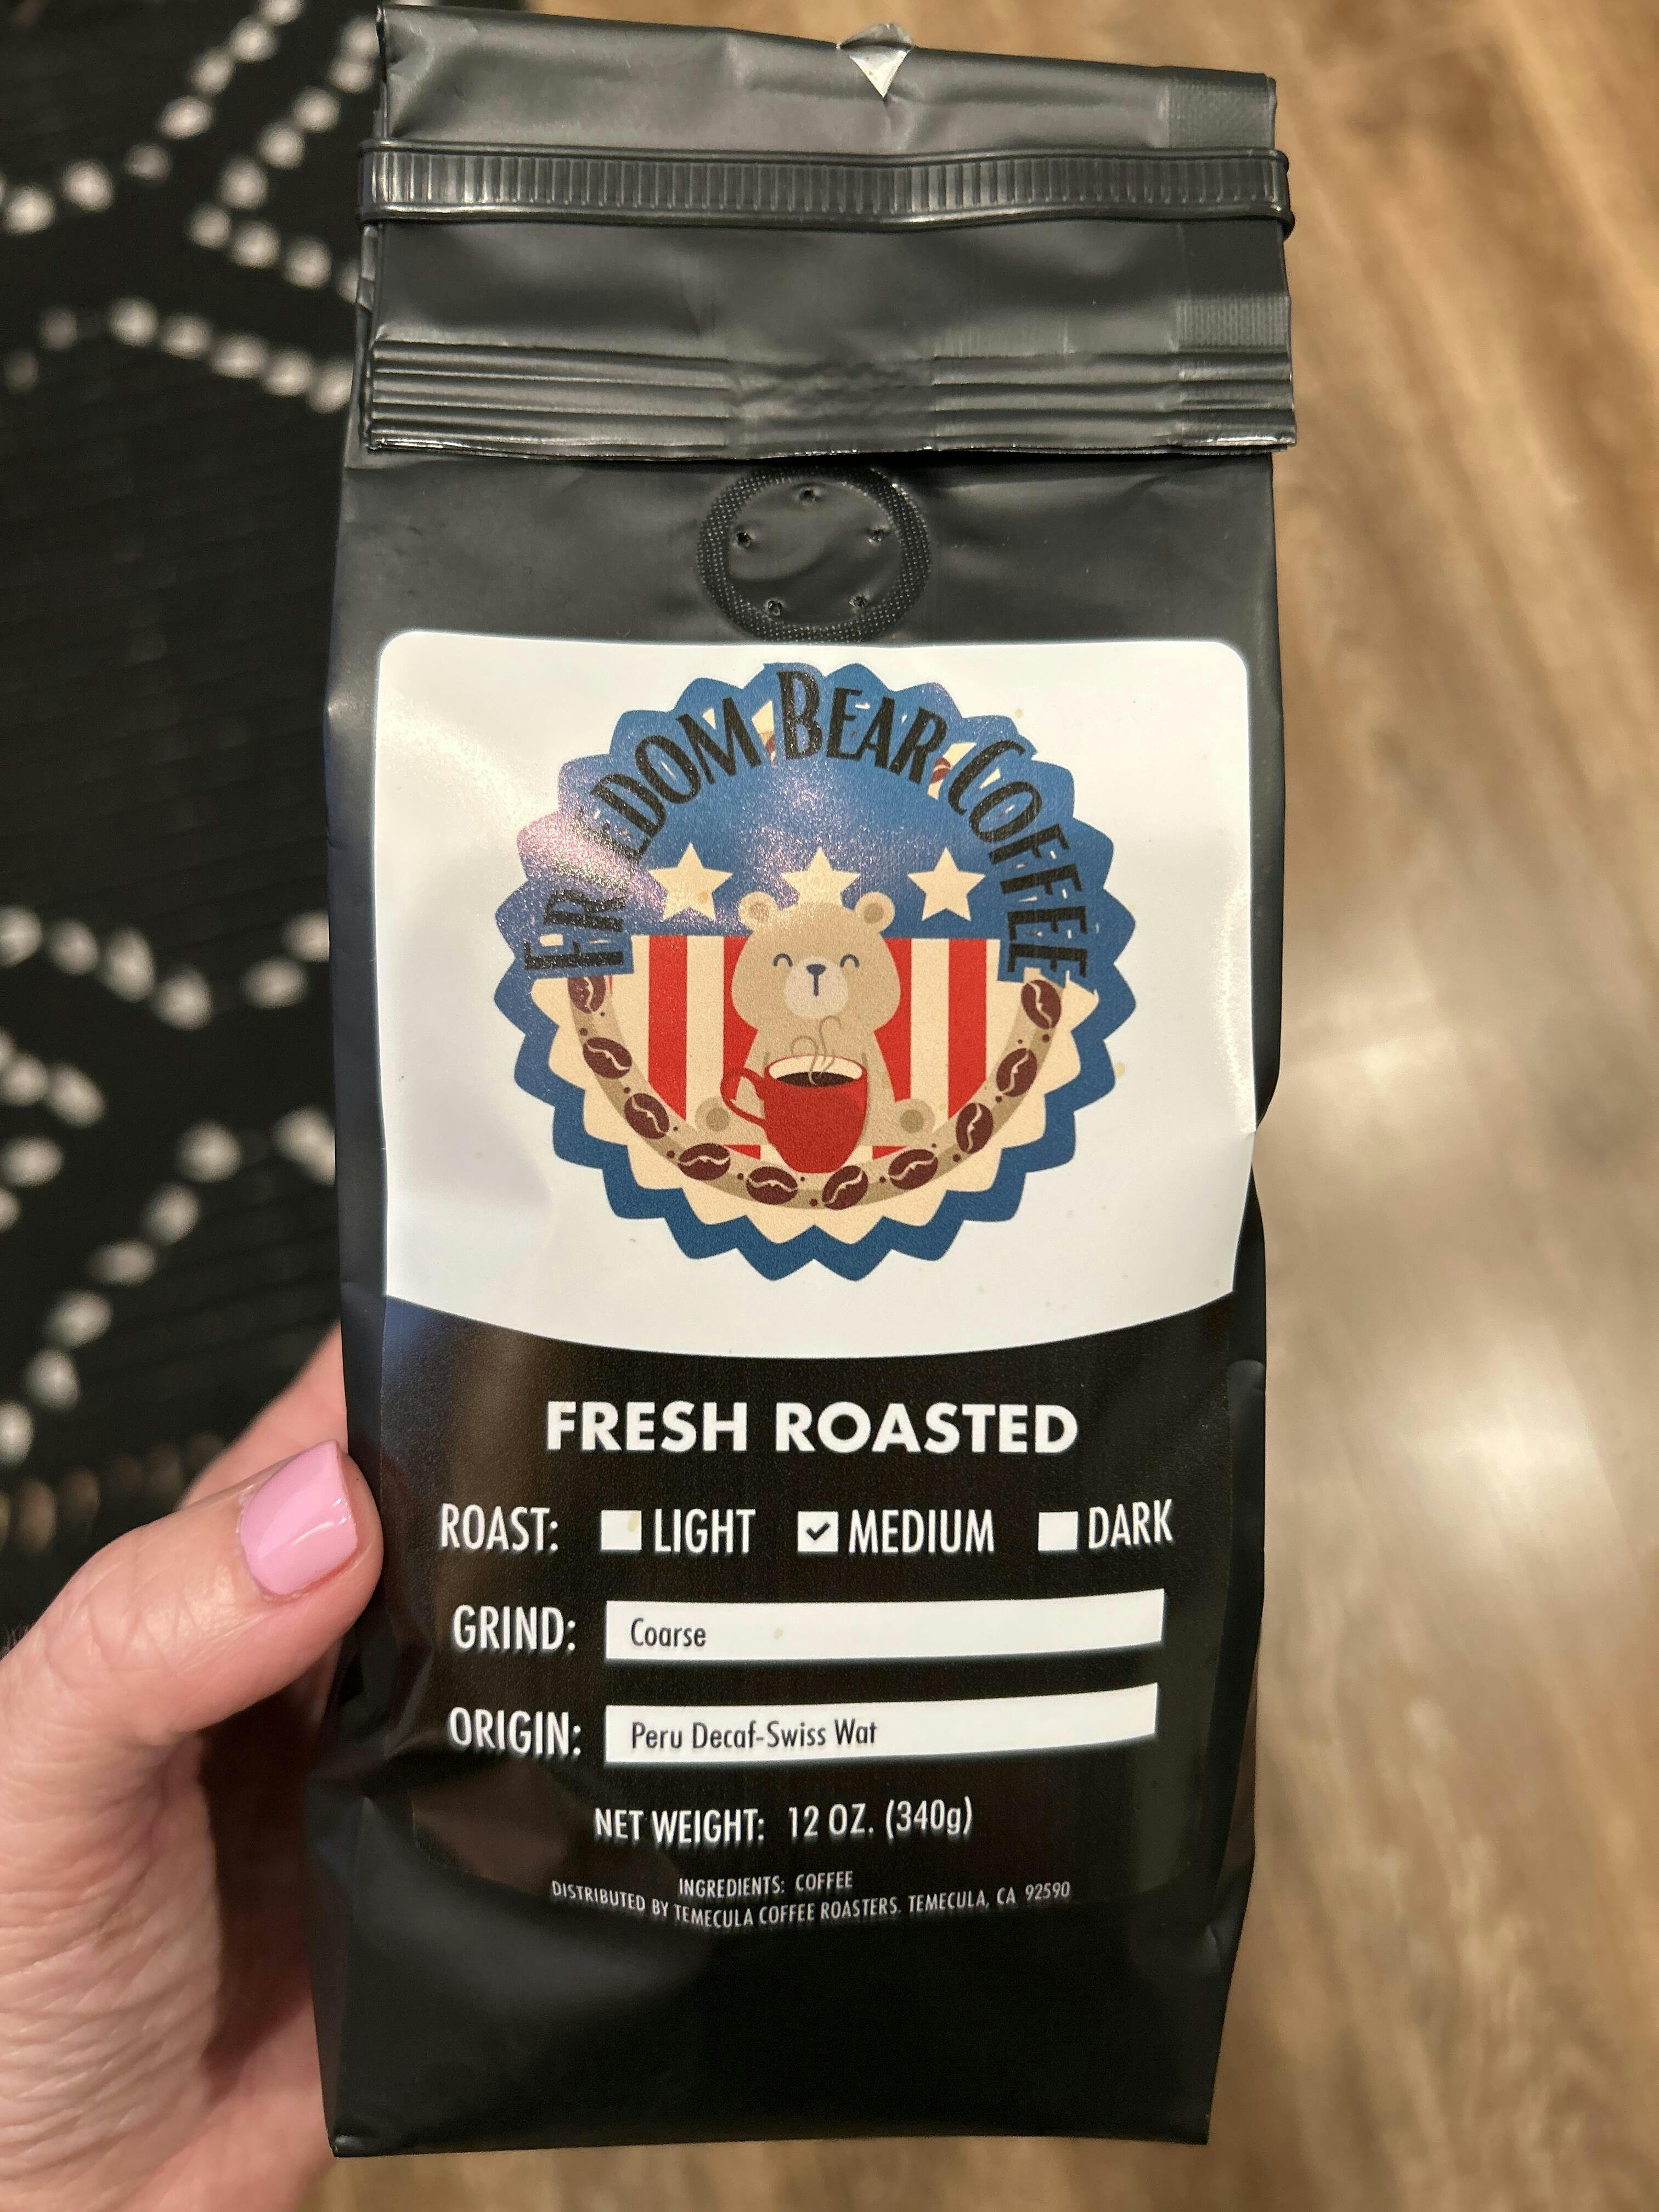 FREEDOM BEAR COFFEE
FRESH ROASTED
ROAST: LIGHT MEDIUM DARK
GRIND: Coarse
ORIGIN: Peru Decaf-Swiss Wat
NET WEIGHT: 12 OZ. (340g)
INGREDIENTS: COFFEE
DISTRIBUTED BY TEMECULA COFFEE ROASTERS. TEMECULA, CA 92590